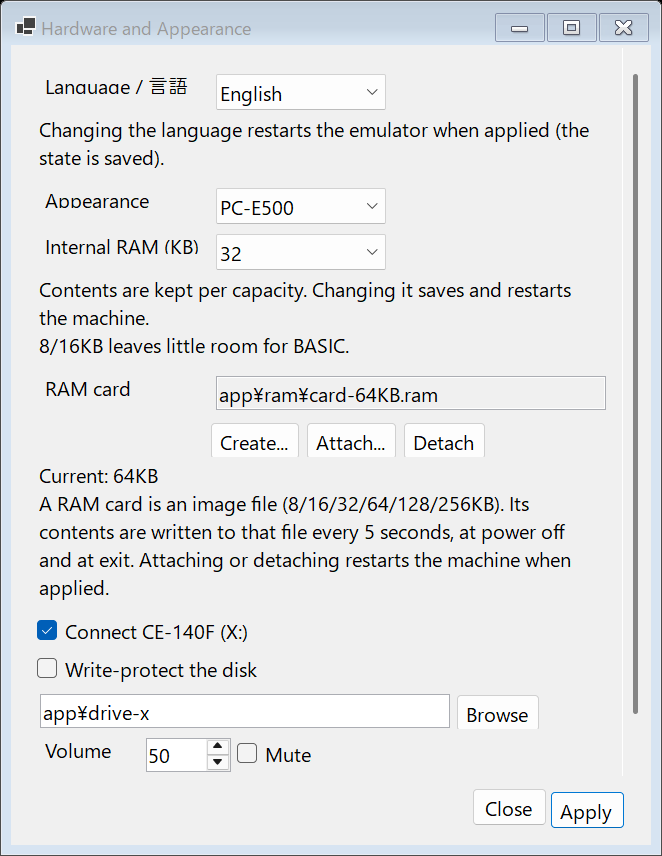 Hardware and Appearance
Language / 言語
English
Changing the language restarts the emulator when applied (the
state is saved).
Appearance
PC-E500
Internal RAM (KB)
32
Contents are kept per capacity. Changing it saves and restarts
the machine.
8/16KB leaves little room for BASIC.
RAM card
app¥ram¥card-64KB.ram
Create... Attach... Detach
Current: 64KB
A RAM card is an image file (8/16/32/64/128/256KB). Its
contents are written to that file every 5 seconds, at power off
and at exit. Attaching or detaching restarts the machine when
applied.
Connect CE-140F (X:)
Write-protect the disk
app¥drive-x
Browse
Volume
50
Mute
Close Apply